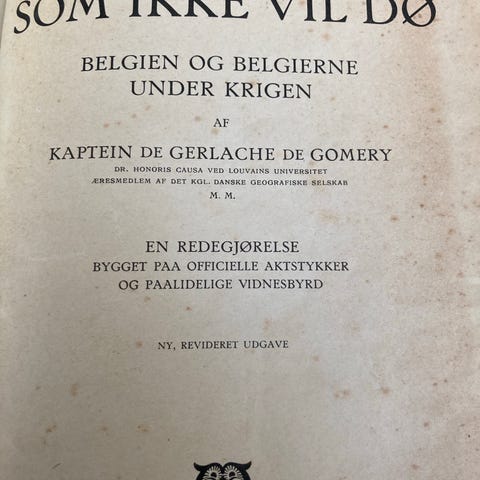 SOM IKKE VIL DØ
BELGIEN OG BELGIERNE
UNDER KRIGEN
AF
KAPTEIN DE GERLACHE DE GOMERY
DR. HONORIS CAUSA VED LOUVAINS UNIVERSITET
ÆRESMEDLEM AF DET KGL. DANSKE GEOGRAFISKE SELSKAB
M. M.
EN REDEGJØRELSE
BYGGET PAA OFFICIELLE AKTSTYKKER
OG PAALIDELIGE VIDNESBYRD
NY, REVIDERET UDGAVE